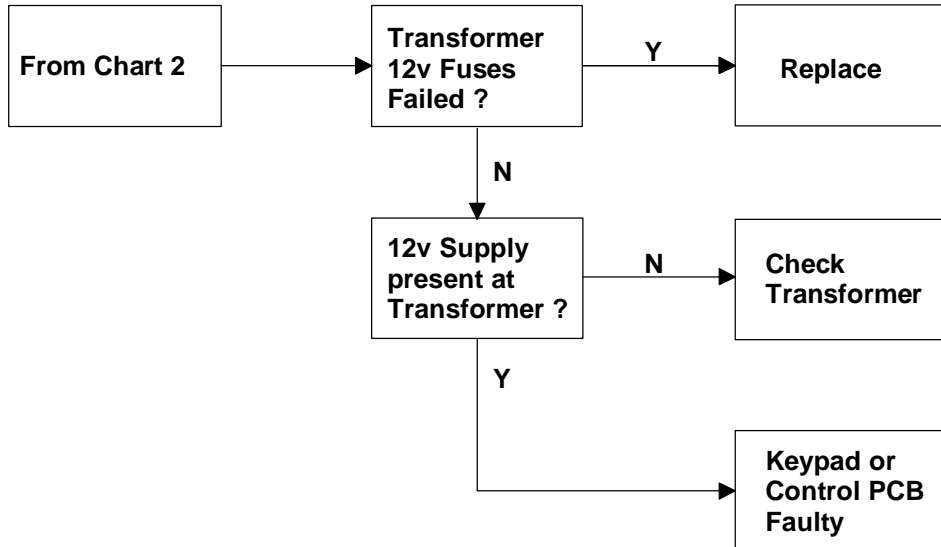 From Chart 2
Transformer
12v Fuses
Failed ?
Y
Replace
N
12v Supply
present at
Transformer ?
N
Check
Transformer
Y
Keypad or
Control PCB
Faulty